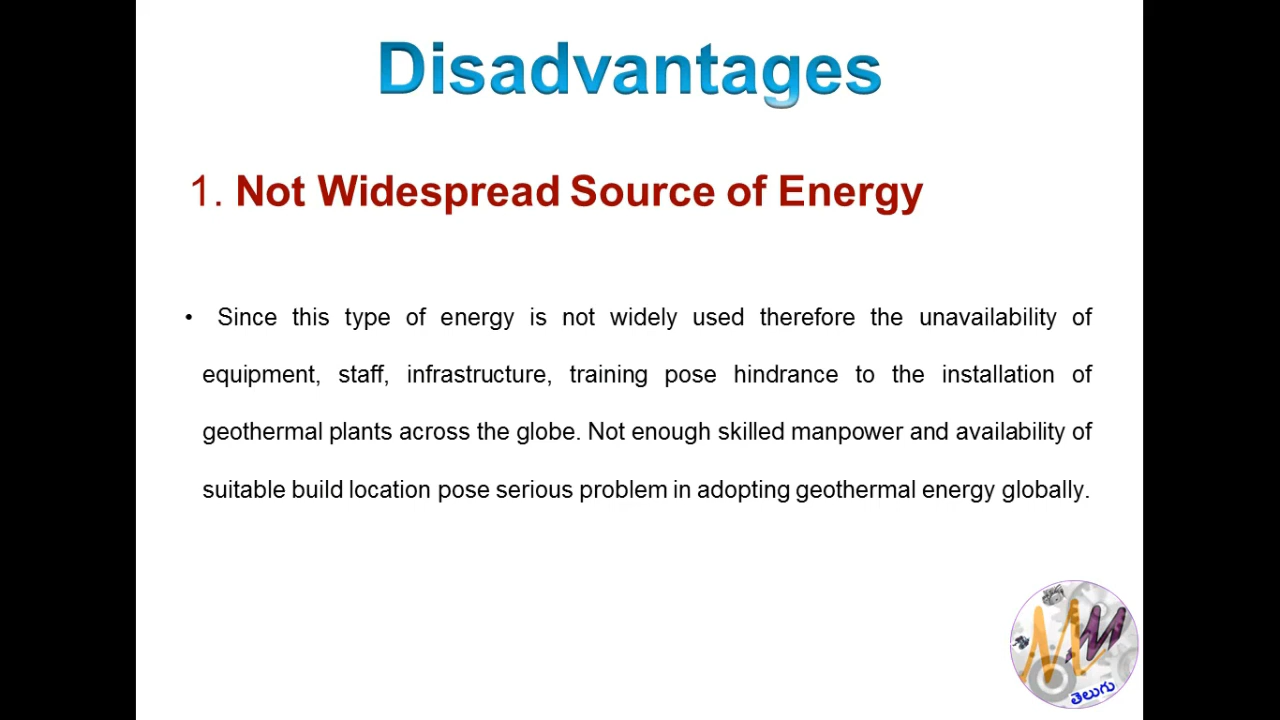 Disadvantages
1. Not Widespread Source of Energy
• Since this type of energy is not widely used therefore the unavailability of
equipment, staff, infrastructure, training pose hindrance to the installation of
geothermal plants across the globe. Not enough skilled manpower and availability of
suitable build location pose serious problem in adopting geothermal energy globally.
MM
తెలుగు